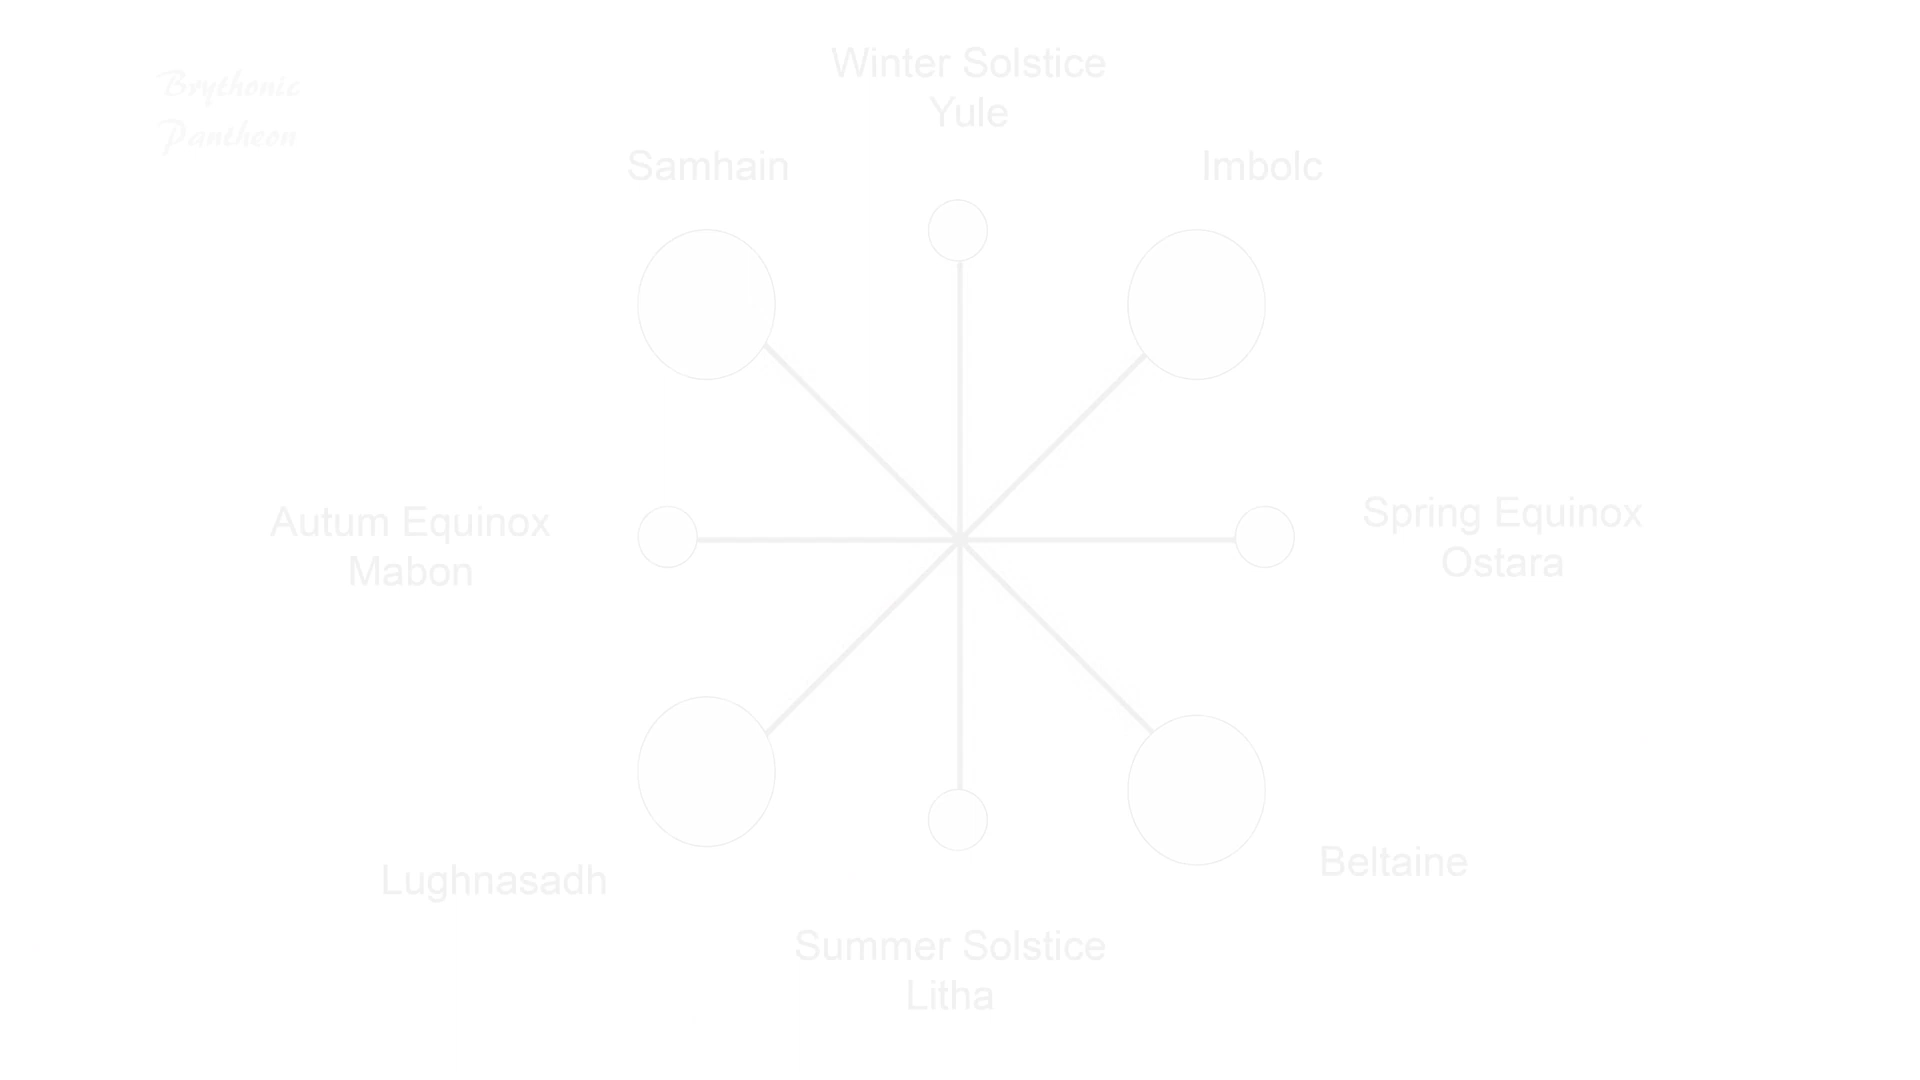 Brythonic
Pantheon
Winter Solstice
Yule
Samhain
Imbolc
Autum Equinox
Mabon
Spring Equinox
Ostara
Lughnasadh
Beltaine
Summer Solstice
Litha